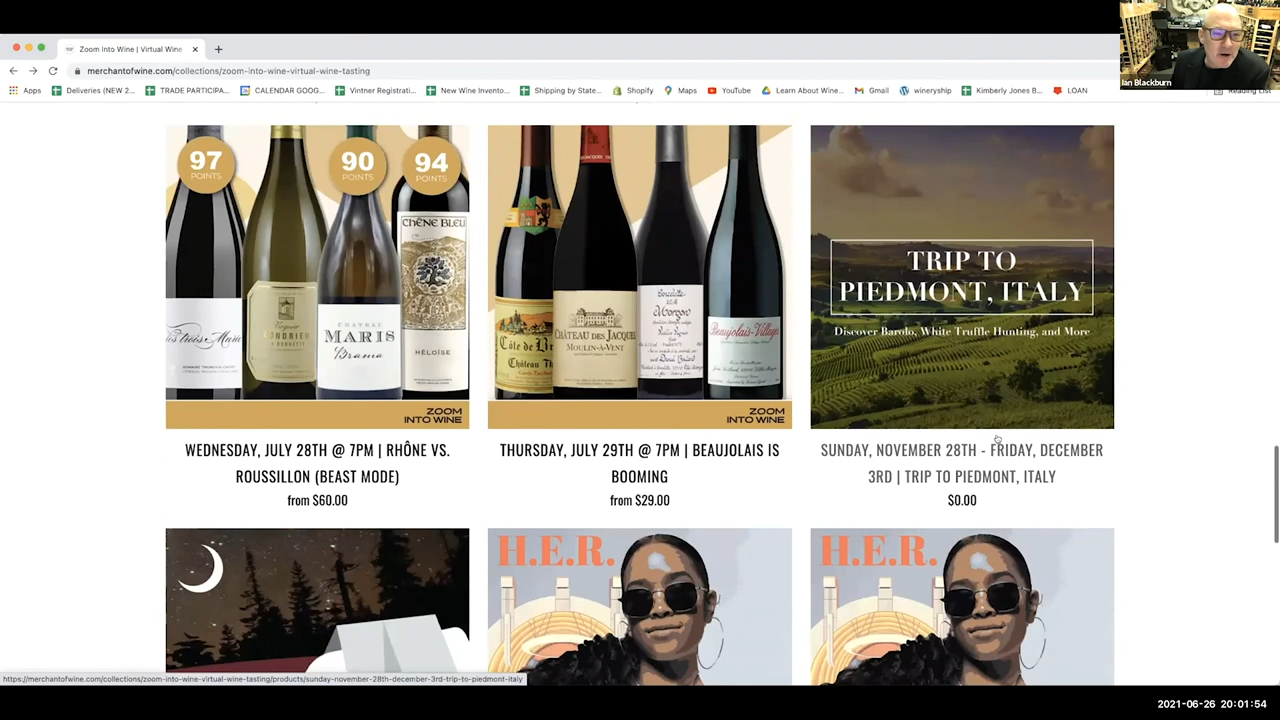 Zoom Into Wine | Virtual Wine
merchantofwine.com/collections/zoom-into-wine-virtual-wine-tasting
Apps
Deliveries (NEW 2...
TRADE PARTICIPA...
CALENDAR GOOG...
Vintner Registrati...
New Wine Invento...
Shipping by State...
Shopify
Maps
YouTube
Learn About Wine...
Gmail
wineryship
Kimberly Jones B...
LOAN
Reading List
Ian Blackburn
97
POINTS
90
POINTS
94
POINTS
CHÊNE BLEU
CONDRIEU
CHATEAU
MARIS
Brama
HÉLOÏSE
ZOOM
INTO WINE
CHÂTEAU DES JACQUES
MOULIN-À-VENT
Morgon
Beaujolais-Villages
ZOOM
INTO WINE
TRIP TO
PIEDMONT, ITALY
Discover Barolo, White Truffle Hunting, and More
WEDNESDAY, JULY 28TH @ 7PM | RHÔNE VS.
ROUSSILLON (BEAST MODE)
from $60.00
THURSDAY, JULY 29TH @ 7PM | BEAUJOLAIS IS
BOOMING
from $29.00
SUNDAY, NOVEMBER 28TH - FRIDAY, DECEMBER
3RD | TRIP TO PIEDMONT, ITALY
$0.00
H.E.R.
H.E.R.
https://merchantofwine.com/collections/zoom-into-wine-virtual-wine-tasting/products/sunday-november-28th-december-3rd-trip-to-piedmont-italy
2021-06-26 20:01:54